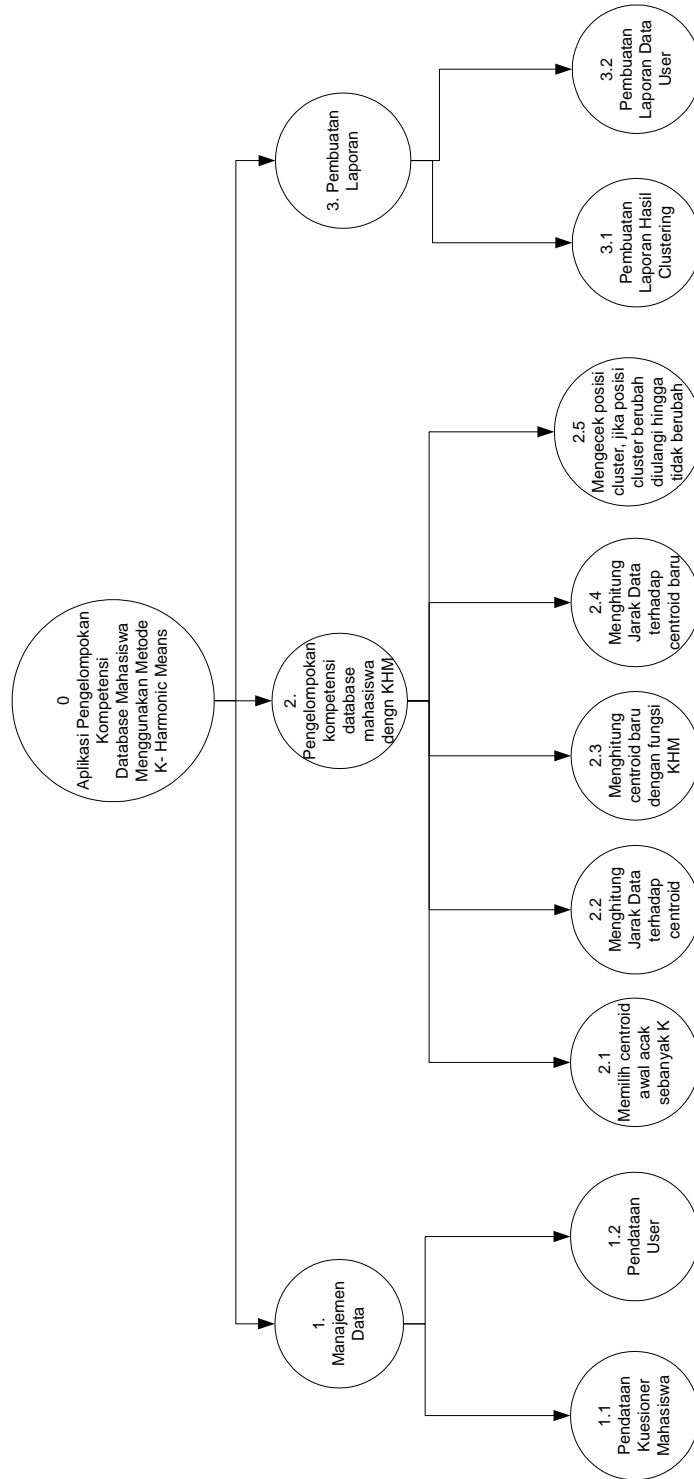 0
Aplikasi Pengelompokan
Kompetensi
Database Mahasiswa
Menggunakan Metode
K- Harmonic Means
1.
Manajemen
Data
2.
Pengelompokan
kompetensi
database
mahasiswa
dengn KHM
3. Pembuatan
Laporan
1.1
Pendataan
Kuesioner
Mahasiswa
1.2
Pendataan
User
2.1
Memilih centroid
awal acak
sebanyak K
2.2
Menghitung
Jarak Data
terhadap
centroid
2.3
Menghitung
centroid baru
dengan fungsi
KHM
2.4
Menghitung
Jarak Data
terhadap
centroid baru
2.5
Mengecek posisi
cluster, jika posisi
cluster berubah
diulangi hingga
tidak berubah
3.1
Pembuatan
Laporan Hasil
Clustering
3.2
Pembuatan
Laporan Data
User